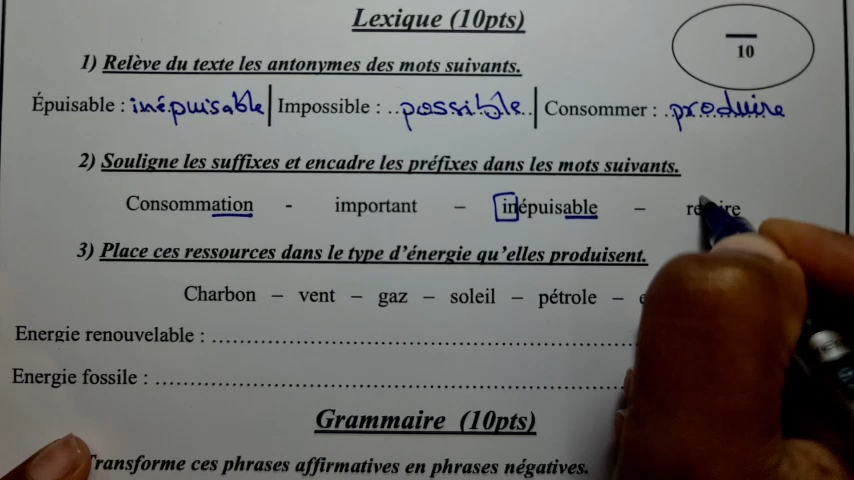 Lexique (10pts)
10
1) Relève du texte les antonymes des mots suivants.
Épuisable : inépuisable Impossible : ..possible.. Consommer : ..produire
2) Souligne les suffixes et encadre les préfixes dans les mots suivants.
Consommation - important – inépuisable –
3) Place ces ressources dans le type d'énergie qu'elles produisent.
Charbon – vent – gaz – soleil – pétrole –
Energie renouvelable : ..............................
Energie fossile : ..............................
Grammaire (10pts)
Transforme ces phrases affirmatives en phrases négatives.